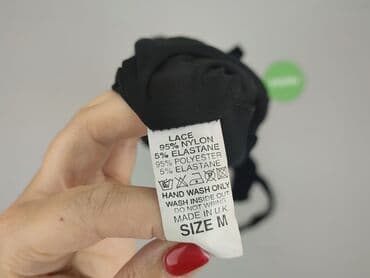 LACE
95% NYLON
5% ELASTANE
95% POLYESTER
5% ELASTANE
HAND WASH ONLY
WASH INSIDE OUT
DO NOT WRING
MADE IN U.K.
SIZE M